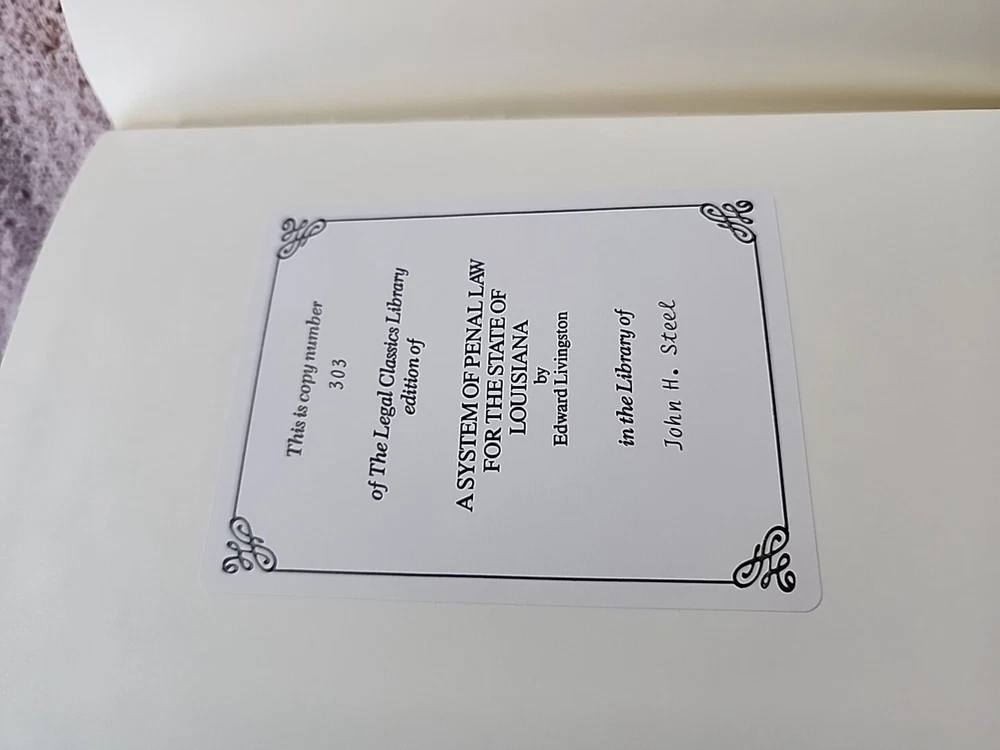 This is copy number
303
of The Legal Classics Library
edition of
A SYSTEM OF PENAL LAW
FOR THE STATE OF
LOUISIANA
by
Edward Livingston
in the Library of
John H. Steel